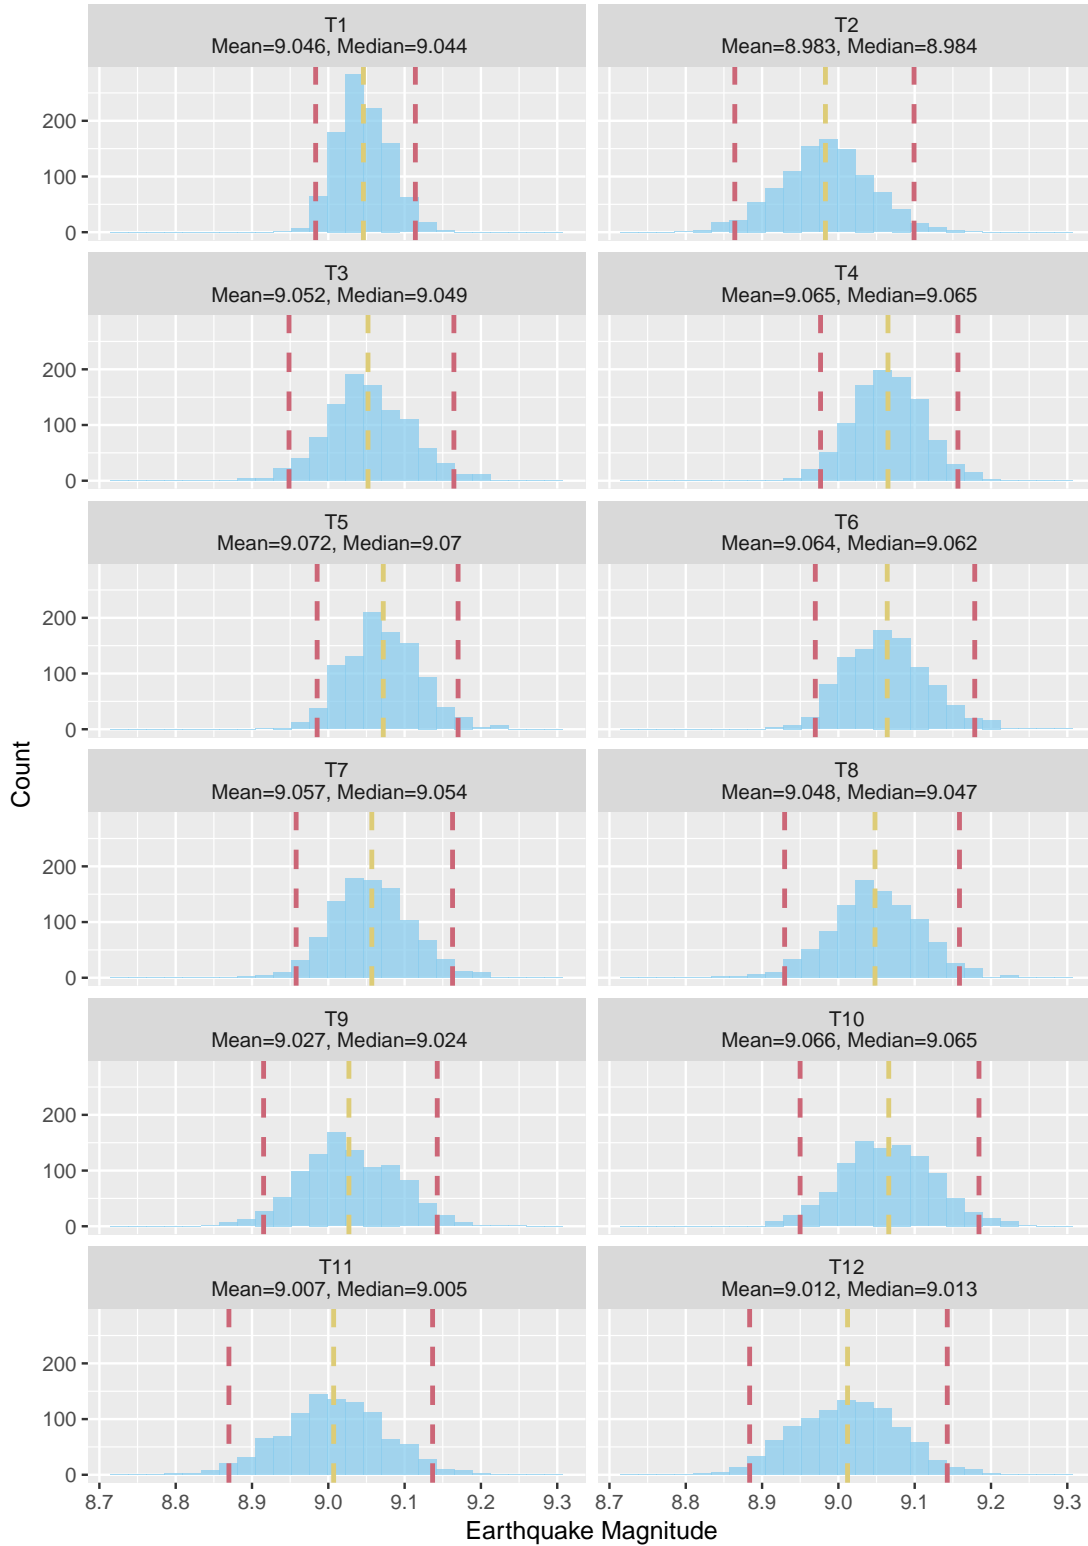 T1
Mean=9.046, Median=9.044
T2
Mean=8.983, Median=8.984
200
100
0
T3
Mean=9.052, Median=9.049
T4
Mean=9.065, Median=9.065
200
100
0
T5
Mean=9.072, Median=9.07
T6
Mean=9.064, Median=9.062
200
100
0
Count
T7
Mean=9.057, Median=9.054
T8
Mean=9.048, Median=9.047
200
100
0
T9
Mean=9.027, Median=9.024
T10
Mean=9.066, Median=9.065
200
100
0
T11
Mean=9.007, Median=9.005
T12
Mean=9.012, Median=9.013
200
100
0
8.7 8.8 8.9 9.0 9.1 9.2 9.3
8.7 8.8 8.9 9.0 9.1 9.2 9.3
Earthquake Magnitude